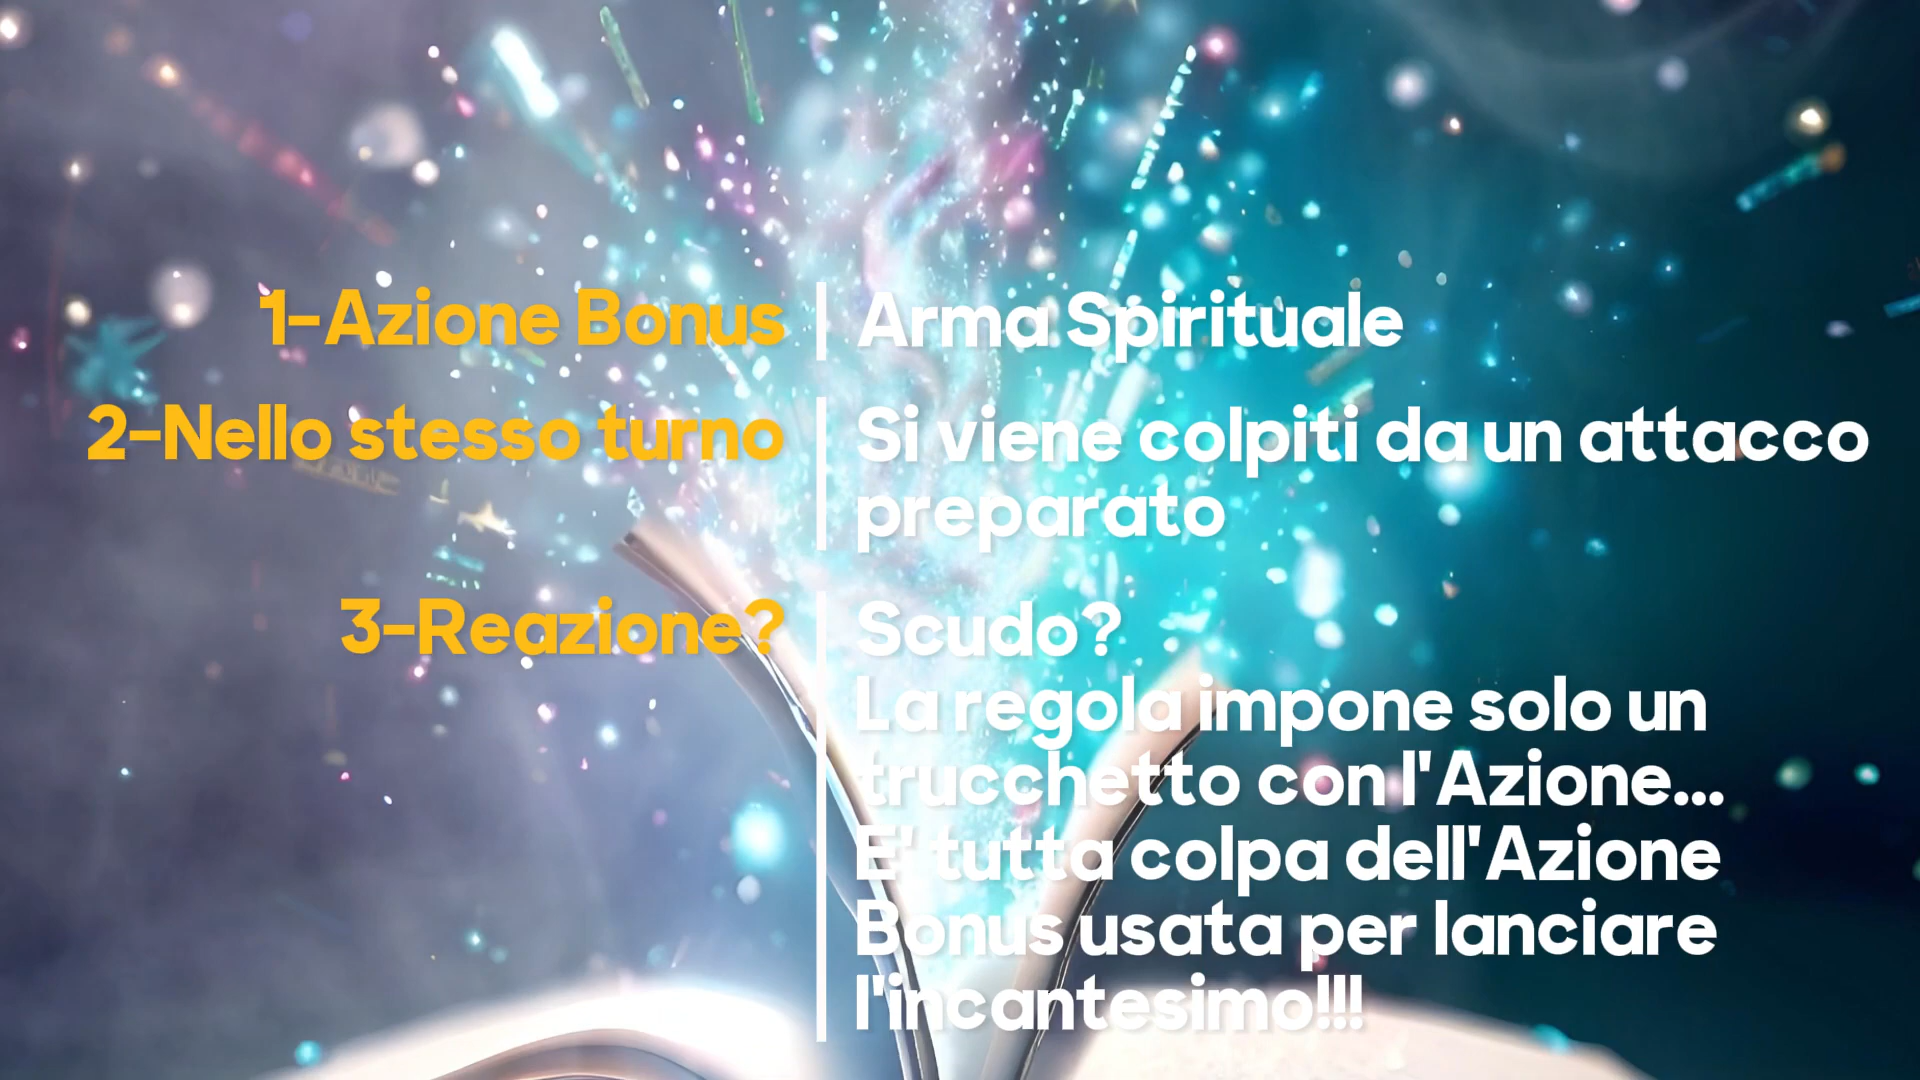 1-Azione Bonus
Arma Spirituale
2-Nello stesso turno
Si viene colpiti da un attacco
preparato
3-Reazione?
Scudo?
La regola impone solo un
trucchetto con l'Azione...
E' tutta colpa dell'Azione
Bonus usata per lanciare
l'incantesimo!!!